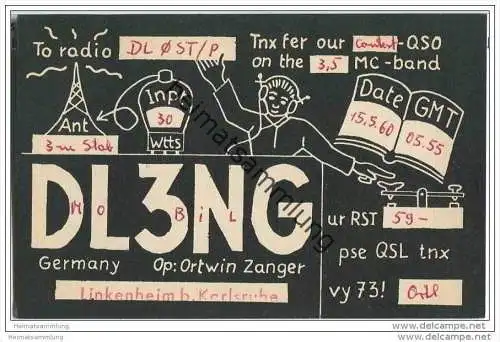 To radio DL ØST/P
Tnx fer our contest-QSO
on the 3,5 MC-band
Date GMT
15.5.60 05.55
Inpt
30
Wtts
Ant
3-m Stab
DL3NG
MOBiL
ur RST 59-
Germany Op: Ortwin Zanger
pse QSL tnx
vy 73!
Linkenheim b. Karlsruhe
Heimatsammlung
Heimatsammlung
Heimatsammlung
delcampe.net